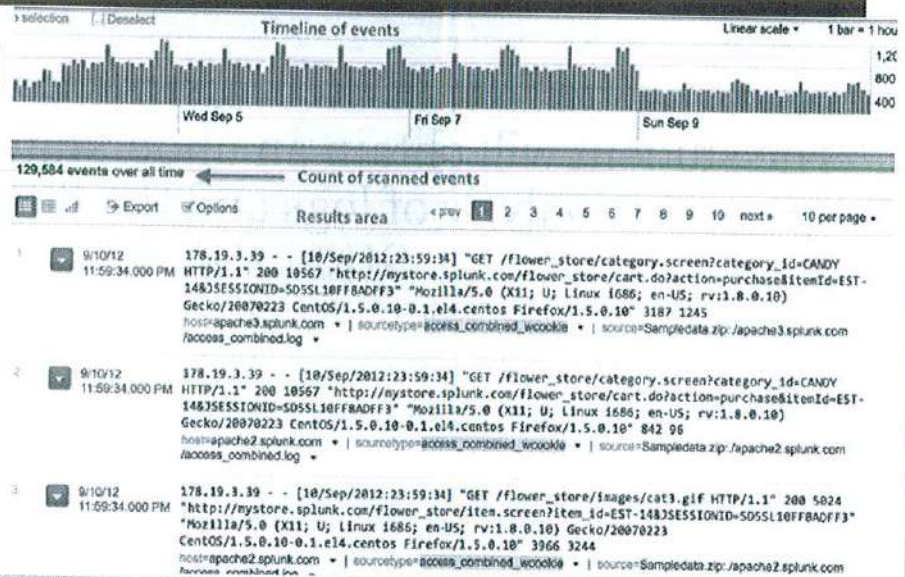 selection Deselect Timeline of events Linear scale 1 bar = 1 hou
1,20
800
400
Wed Sep 5 Fri Sep 7 Sun Sep 9
129,584 events over all time Count of scanned events
Export Options Results area « prev 1 2 3 4 5 6 7 8 9 10 next » 10 per page
1 9/10/12 178.19.3.39 - - [10/Sep/2012:23:59:34] "GET /flower_store/category.screen?category_id=CANDY
11:59:34.000 PM HTTP/1.1" 200 10567 "http://mystore.splunk.com/flower_store/cart.do?action=purchase&itemId=EST-
14&JSESSIONID=SD5SL10FF8ADFF3" "Mozilla/5.0 (X11; U; Linux i686; en-US; rv:1.8.0.10)
Gecko/20070223 CentOS/1.5.0.10-0.1.el4.centos Firefox/1.5.0.10" 3187 1245
host=apache3.splunk.com | sourcetype=access_combined_wcookie | source=Sampledata.zip:/apache3.splunk.com
/access_combined.log
2 9/10/12 178.19.3.39 - - [10/Sep/2012:23:59:34] "GET /flower_store/category.screen?category_id=CANDY
11:59:34.000 PM HTTP/1.1" 200 10567 "http://mystore.splunk.com/flower_store/cart.do?action=purchase&itemId=EST-
14&JSESSIONID=SD5SL10FF8ADFF3" "Mozilla/5.0 (X11; U; Linux i686; en-US; rv:1.8.0.10)
Gecko/20070223 CentOS/1.5.0.10-0.1.el4.centos Firefox/1.5.0.10" 842 96
host=apache2.splunk.com | sourcetype=access_combined_wcookie | source=Sampledata.zip:/apache2.splunk.com
/access_combined.log
3 9/10/12 178.19.3.39 - - [10/Sep/2012:23:59:34] "GET /flower_store/images/cat3.gif HTTP/1.1" 200 5024
11:59:34.000 PM "http://mystore.splunk.com/flower_store/item.screen?item_id=EST-14&JSESSIONID=SD5SL10FF8ADFF3"
"Mozilla/5.0 (X11; U; Linux i686; en-US; rv:1.8.0.10) Gecko/20070223
CentOS/1.5.0.10-0.1.el4.centos Firefox/1.5.0.10" 3966 3244
host=apache2.splunk.com | sourcetype=access_combined_wcookie | source=Sampledata.zip:/apache2.splunk.com
/access_combined.log